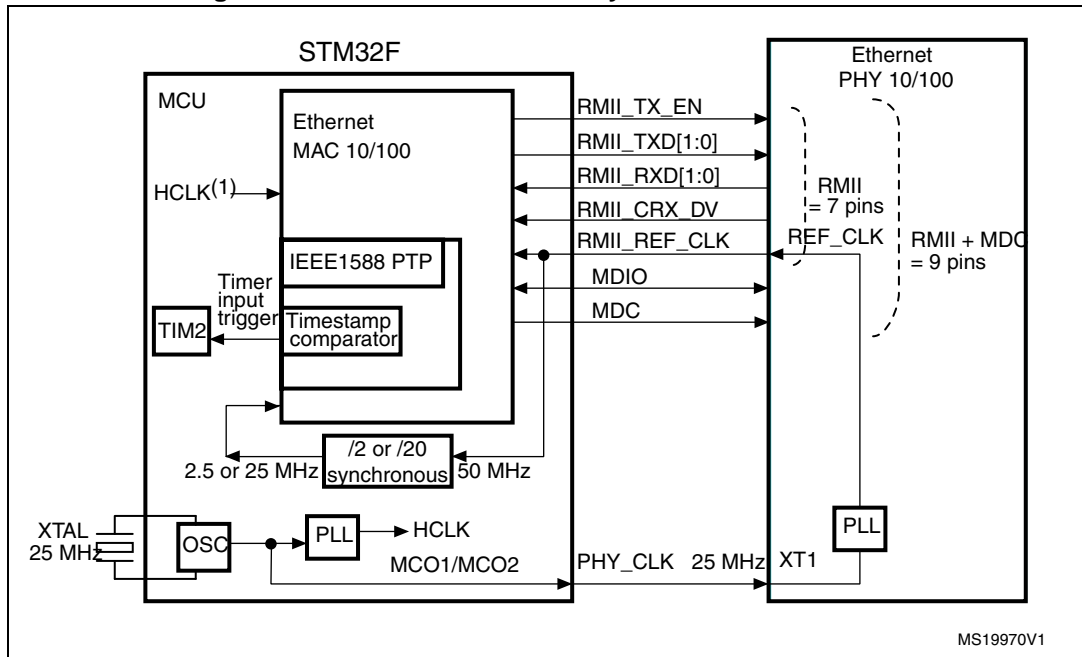 STM32F
Ethernet
PHY 10/100
MCU
Ethernet
MAC 10/100
HCLK(1)
RMII_TX_EN
RMII_TXD[1:0]
RMII_RXD[1:0]
RMII_CRX_DV
RMII_REF_CLK
MDIO
MDC
RMII
= 7 pins
REF_CLK
RMII + MDC
= 9 pins
IEEE1588 PTP
Timer
input
trigger
TIM2
Timestamp
comparator
/2 or /20
synchronous
2.5 or 25 MHz
50 MHz
XTAL
25 MHz
OSC
PLL
HCLK
MCO1/MCO2
PHY_CLK 25 MHz
XT1
PLL
MS19970V1